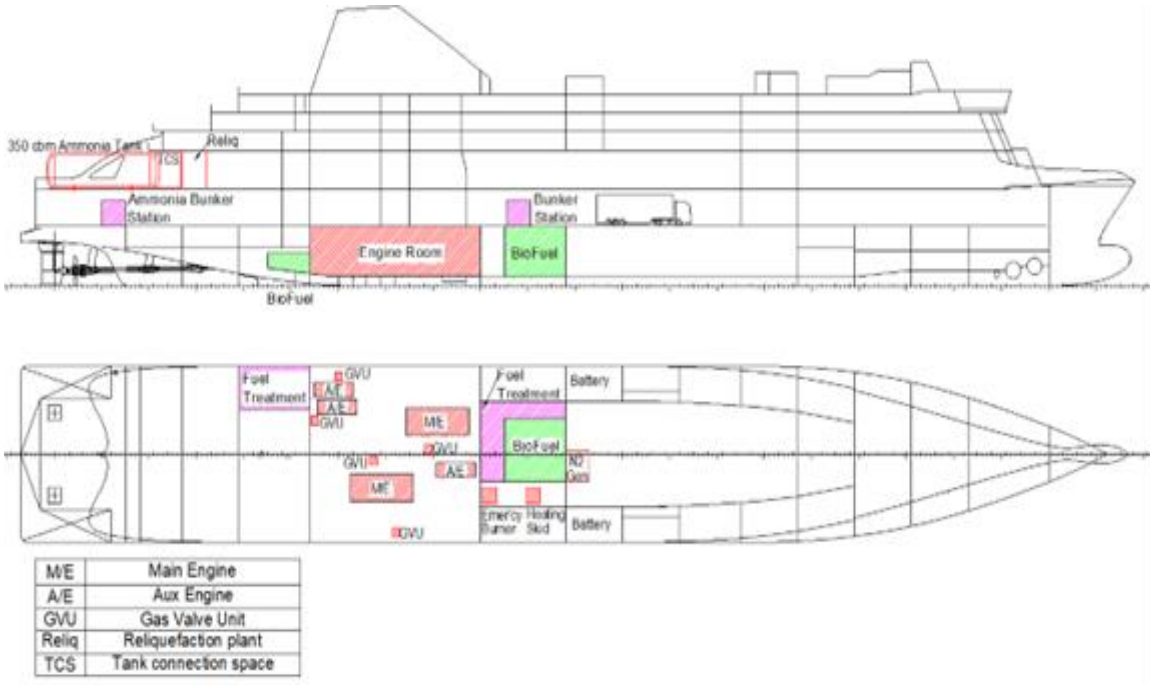 350 cbm Ammonia Tank
Reliq
TCS
Ammonia Bunker
Station
Bunker
Station
Engine Room
BioFuel
BioFuel
Fuel
Treatment
GVU
A/E
A/E
GVU
M/E
GVU
GVU
A/E
M/E
GVU
Fuel
Treatment
Battery
BioFuel
N2
Gen
Emercy
Burner
Heating
Skid
Battery
M/E Main Engine
A/E Aux Engine
GVU Gas Valve Unit
Reliq Reliquefaction plant
TCS Tank connection space